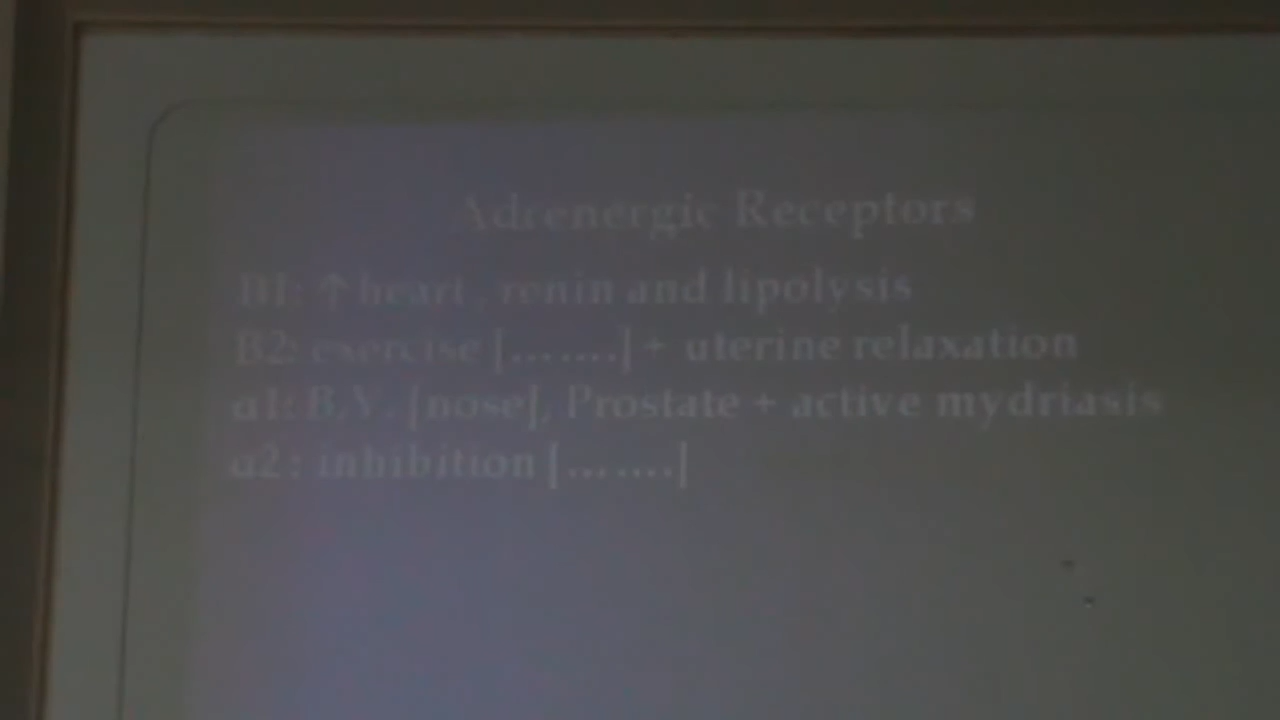 Adrenergic Receptors
B1: ↑ heart, renin and lipolysis
B2: exercise [.......] + uterine relaxation
α1: B.V. [nose], Prostate + active mydriasis
α2 : inhibition [.......]